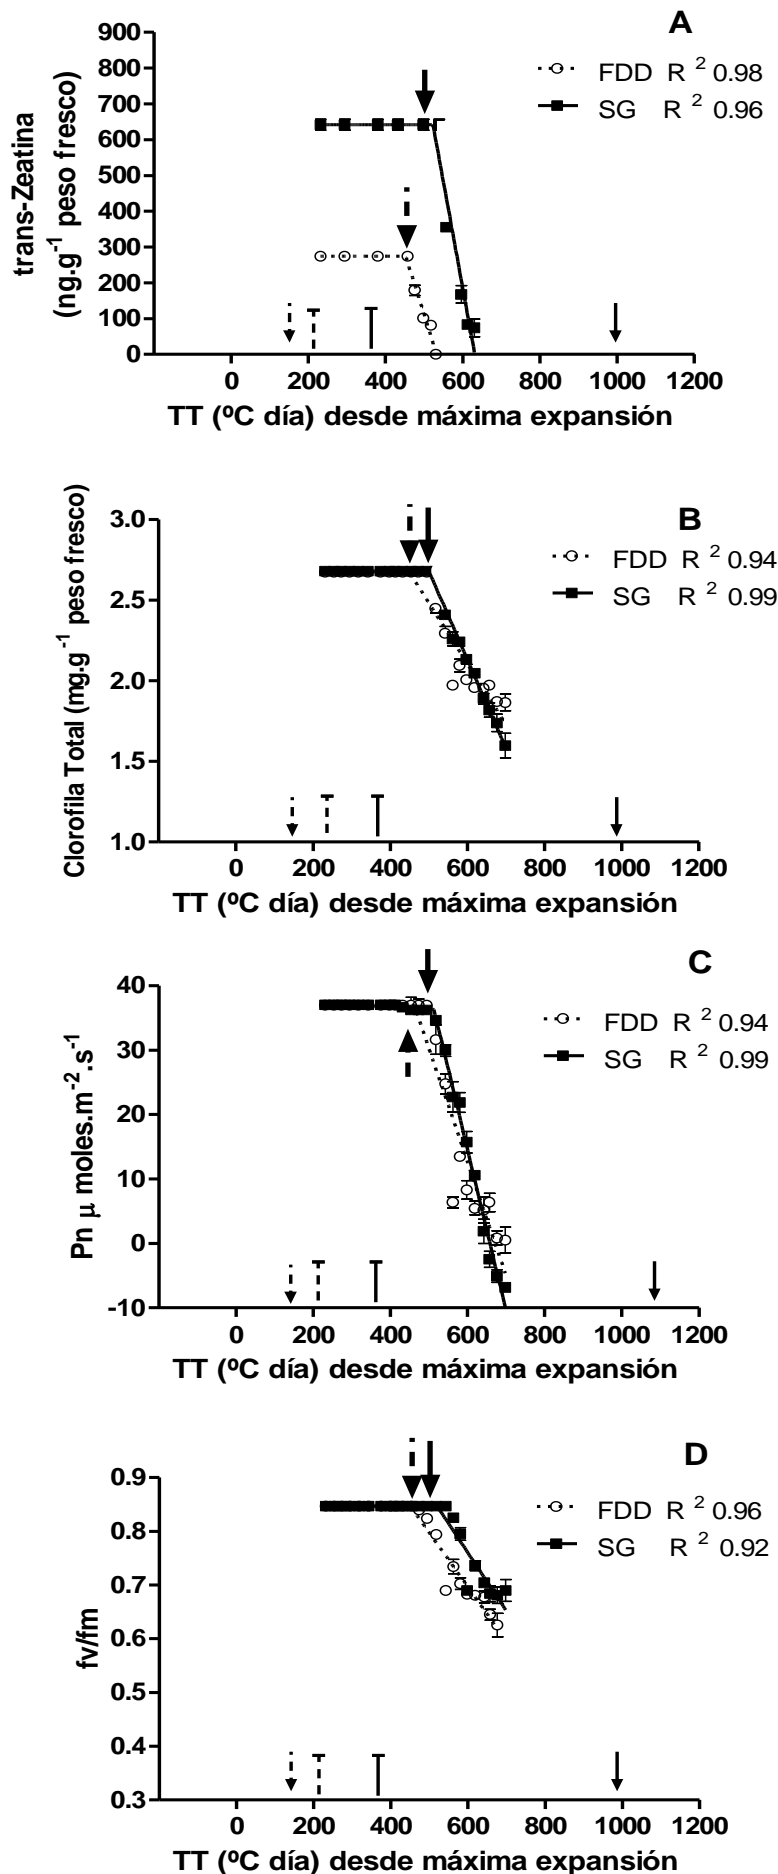 A
900
800
700
600
500
400
300
200
100
0
trans-Zeatina
(ng.g-1 peso fresco)
FDD R 2 0.98
SG R 2 0.96
0 200 400 600 800 1000 1200
TT (ºC día) desde máxima expansión
B
3.0
2.5
2.0
1.5
1.0
Clorofila Total (mg.g-1 peso fresco)
FDD R 2 0.94
SG R 2 0.99
0 200 400 600 800 1000 1200
TT (ºC día) desde máxima expansión
C
40
30
20
10
0
-10
Pn µ moles.m-2.s-1
FDD R 2 0.94
SG R 2 0.99
0 200 400 600 800 1000 1200
TT (ºC día) desde máxima expansión
D
0.9
0.8
0.7
0.6
0.5
0.4
0.3
fv/fm
FDD R 2 0.96
SG R 2 0.92
0 200 400 600 800 1000 1200
TT (ºC día) desde máxima expansión